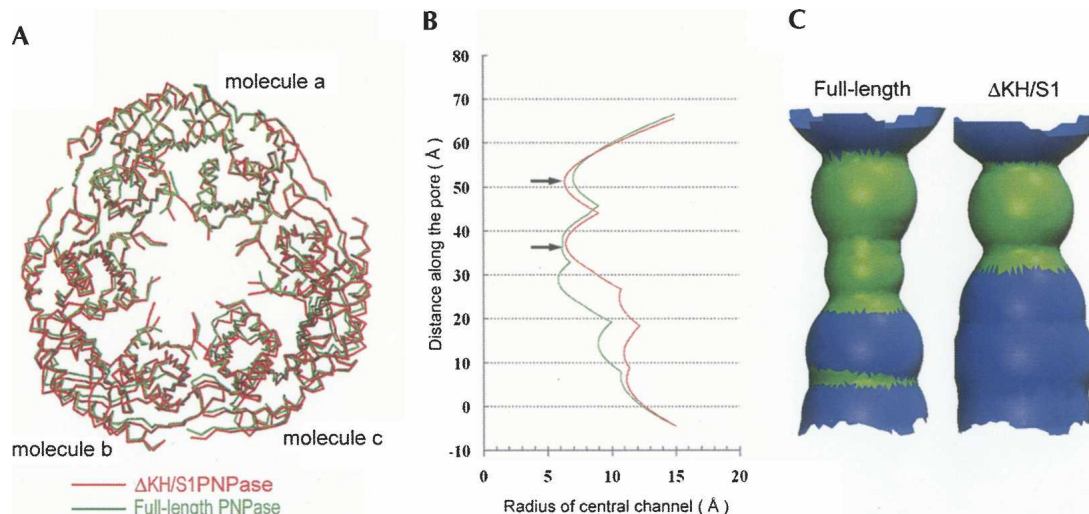 A
molecule a
molecule b
molecule c
ΔKH/S1PNPase
Full-length PNPase
B
Distance along the pore ( Å )
80
70
60
50
40
30
20
10
0
-10
0
5
10
15
20
Radius of central channel ( Å )
C
Full-length
ΔKH/S1